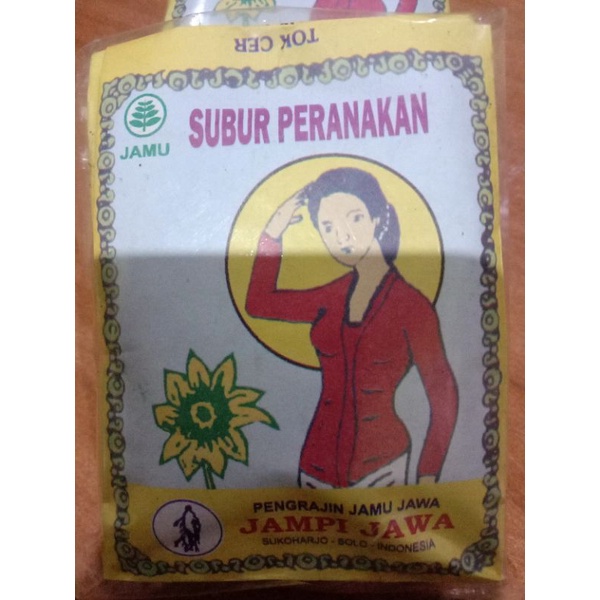 TOK CER
JAMU
SUBUR PERANAKAN
PENGRAJIN JAMU JAWA
JAMPI JAWA
SUKOHARJO - SOLO - INDONESIA